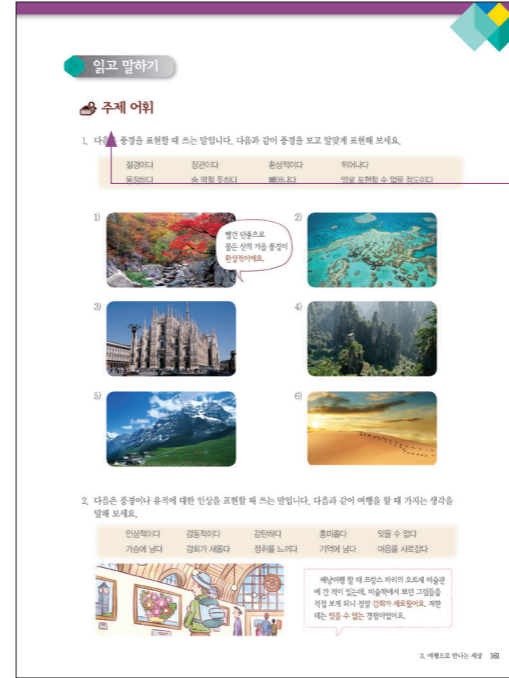 읽고 말하기
주제 어휘
1. 다음은 풍경을 표현할 때 쓰는 말입니다. 다음과 같이 풍경을 보고 알맞게 표현해 보세요.
절경이다 장관이다 환상적이다 뛰어나다
웅장하다 숨 막힐 듯하다 빼어나다 말로 표현할 수 없을 정도이다
1)
빨간 단풍으로
물든 산의 가을 풍경이
환상적이에요.
2)
3)
4)
5)
6)
2. 다음은 풍경이나 유적에 대한 인상을 표현할 때 쓰는 말입니다. 다음과 같이 여행을 할 때 가지는 생각을
말해 보세요.
인상적이다 감동적이다 감탄하다 흥미롭다 잊을 수 없다
가슴에 남다 감회가 새롭다 정취를 느끼다 기억에 남다 마음을 사로잡다
배낭여행 할 때 프랑스 파리의 오르세 미술관
에 간 적이 있는데, 미술책에서 보던 그림들을
직접 보게 되니 정말 감회가 새로웠어요. 저한
테는 잊을 수 없는 경험이었어요.
3. 여행으로 만나는 세상 161